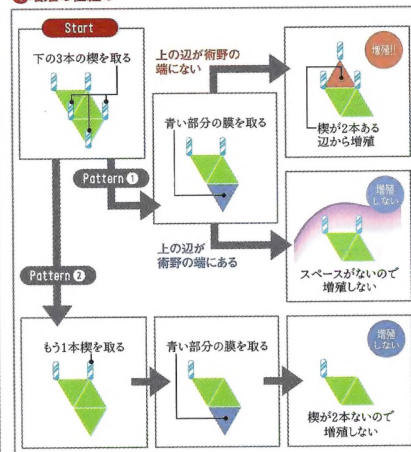 Start
下の3本の楔を取る
上の辺が術野の
端にない
増殖!!
楔が2本ある
辺から増殖
青い部分の膜を取る
Pattern 1
上の辺が
術野の端にある
増殖
しない
スペースがないので
増殖しない
Pattern 2
もう1本楔を取る
青い部分の膜を取る
増殖
しない
楔が2本ないので
増殖しない